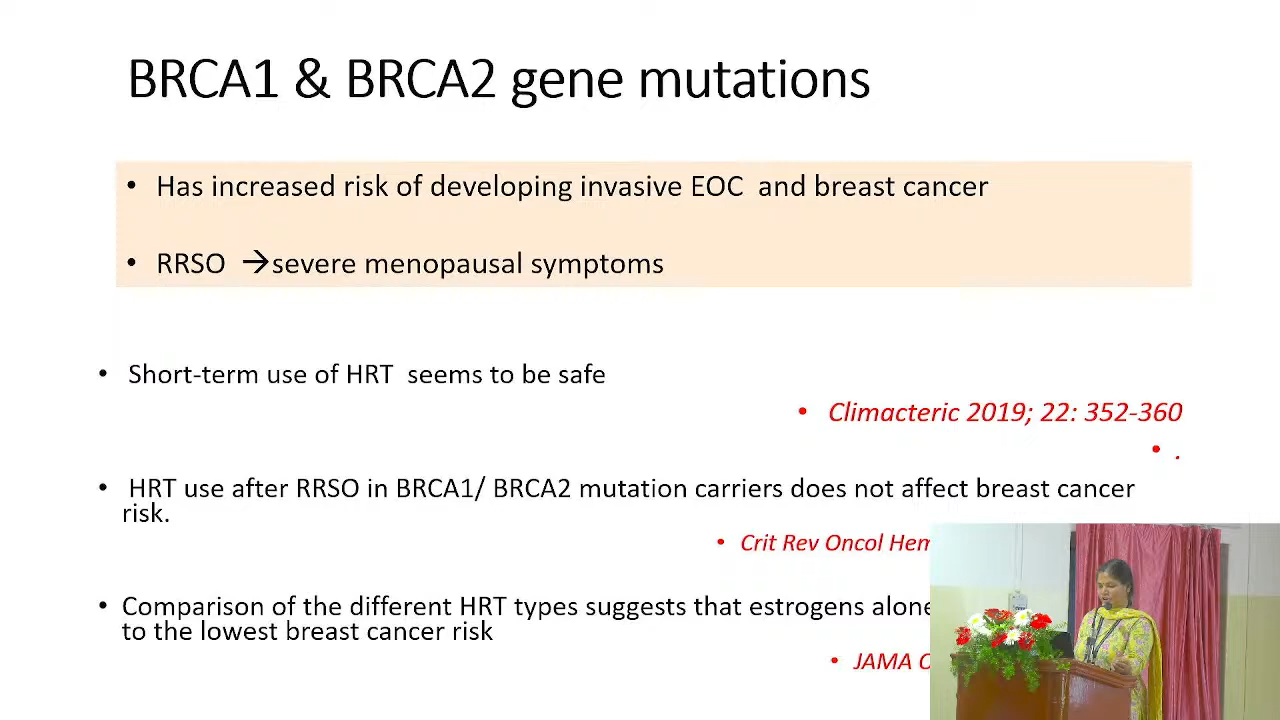 BRCA1 & BRCA2 gene mutations
• Has increased risk of developing invasive EOC and breast cancer
• RRSO →severe menopausal symptoms
• Short-term use of HRT seems to be safe
• Climacteric 2019; 22: 352-360
• .
• HRT use after RRSO in BRCA1/ BRCA2 mutation carriers does not affect breast cancer
risk.
• Crit Rev Oncol Hem
• Comparison of the different HRT types suggests that estrogens alone
to the lowest breast cancer risk
• JAMA